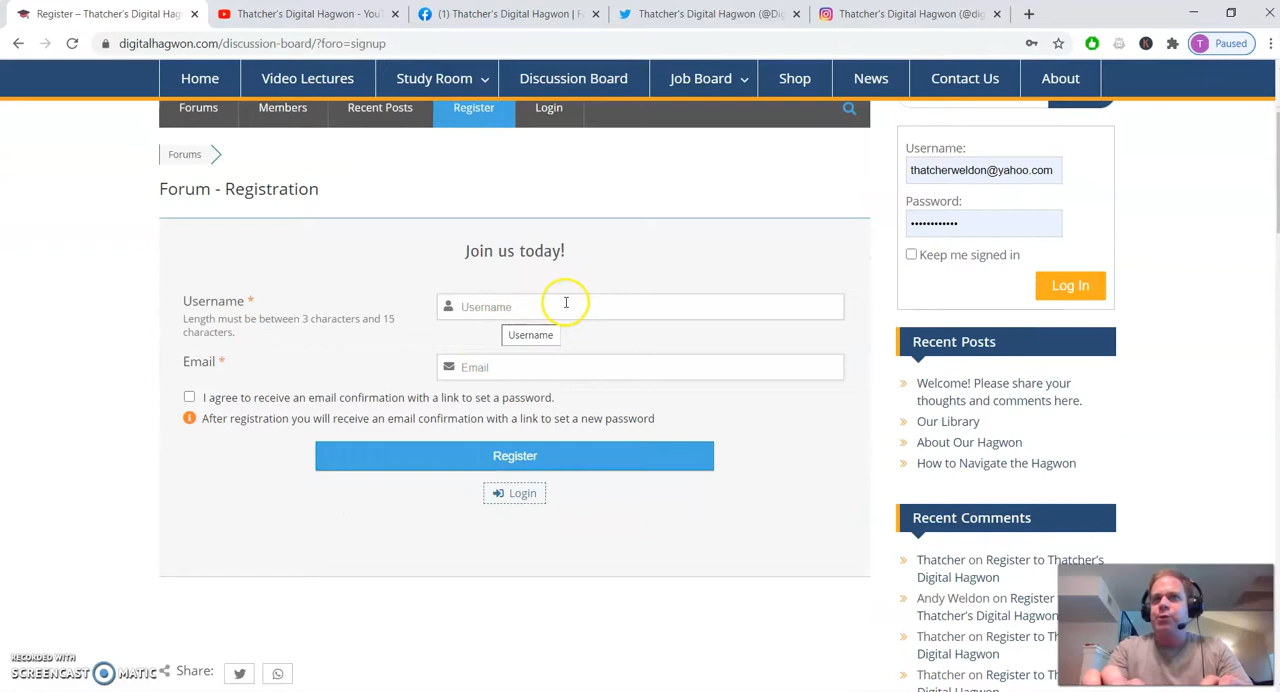 Register – Thatcher's Digital Hag
Thatcher's Digital Hagwon - YouT
(1) Thatcher's Digital Hagwon | Fa
Thatcher's Digital Hagwon (@Dig
Thatcher's Digital Hagwon (@dig
digitalhagwon.com/discussion-board/?foro=signup
T Paused
Home
Video Lectures
Study Room
Discussion Board
Job Board
Shop
News
Contact Us
About
Forums
Members
Recent Posts
Register
Login
Forums
Forum - Registration
Join us today!
Username *
Length must be between 3 characters and 15
characters.
Username
Username
Email *
Email
I agree to receive an email confirmation with a link to set a password.
After registration you will receive an email confirmation with a link to set a new password
Register
Login
Share:
RECORDED WITH
SCREENCAST MATIC
Username:
thatcherweldon@yahoo.com
Password:
••••••••••••
Keep me signed in
Log In
Recent Posts
Welcome! Please share your
thoughts and comments here.
Our Library
About Our Hagwon
How to Navigate the Hagwon
Recent Comments
Thatcher on Register to Thatcher's
Digital Hagwon
Andy Weldon on Register
Thatcher's Digital Hagwon
Thatcher on Register to Th
Digital Hagwon
Thatcher on Register to Th